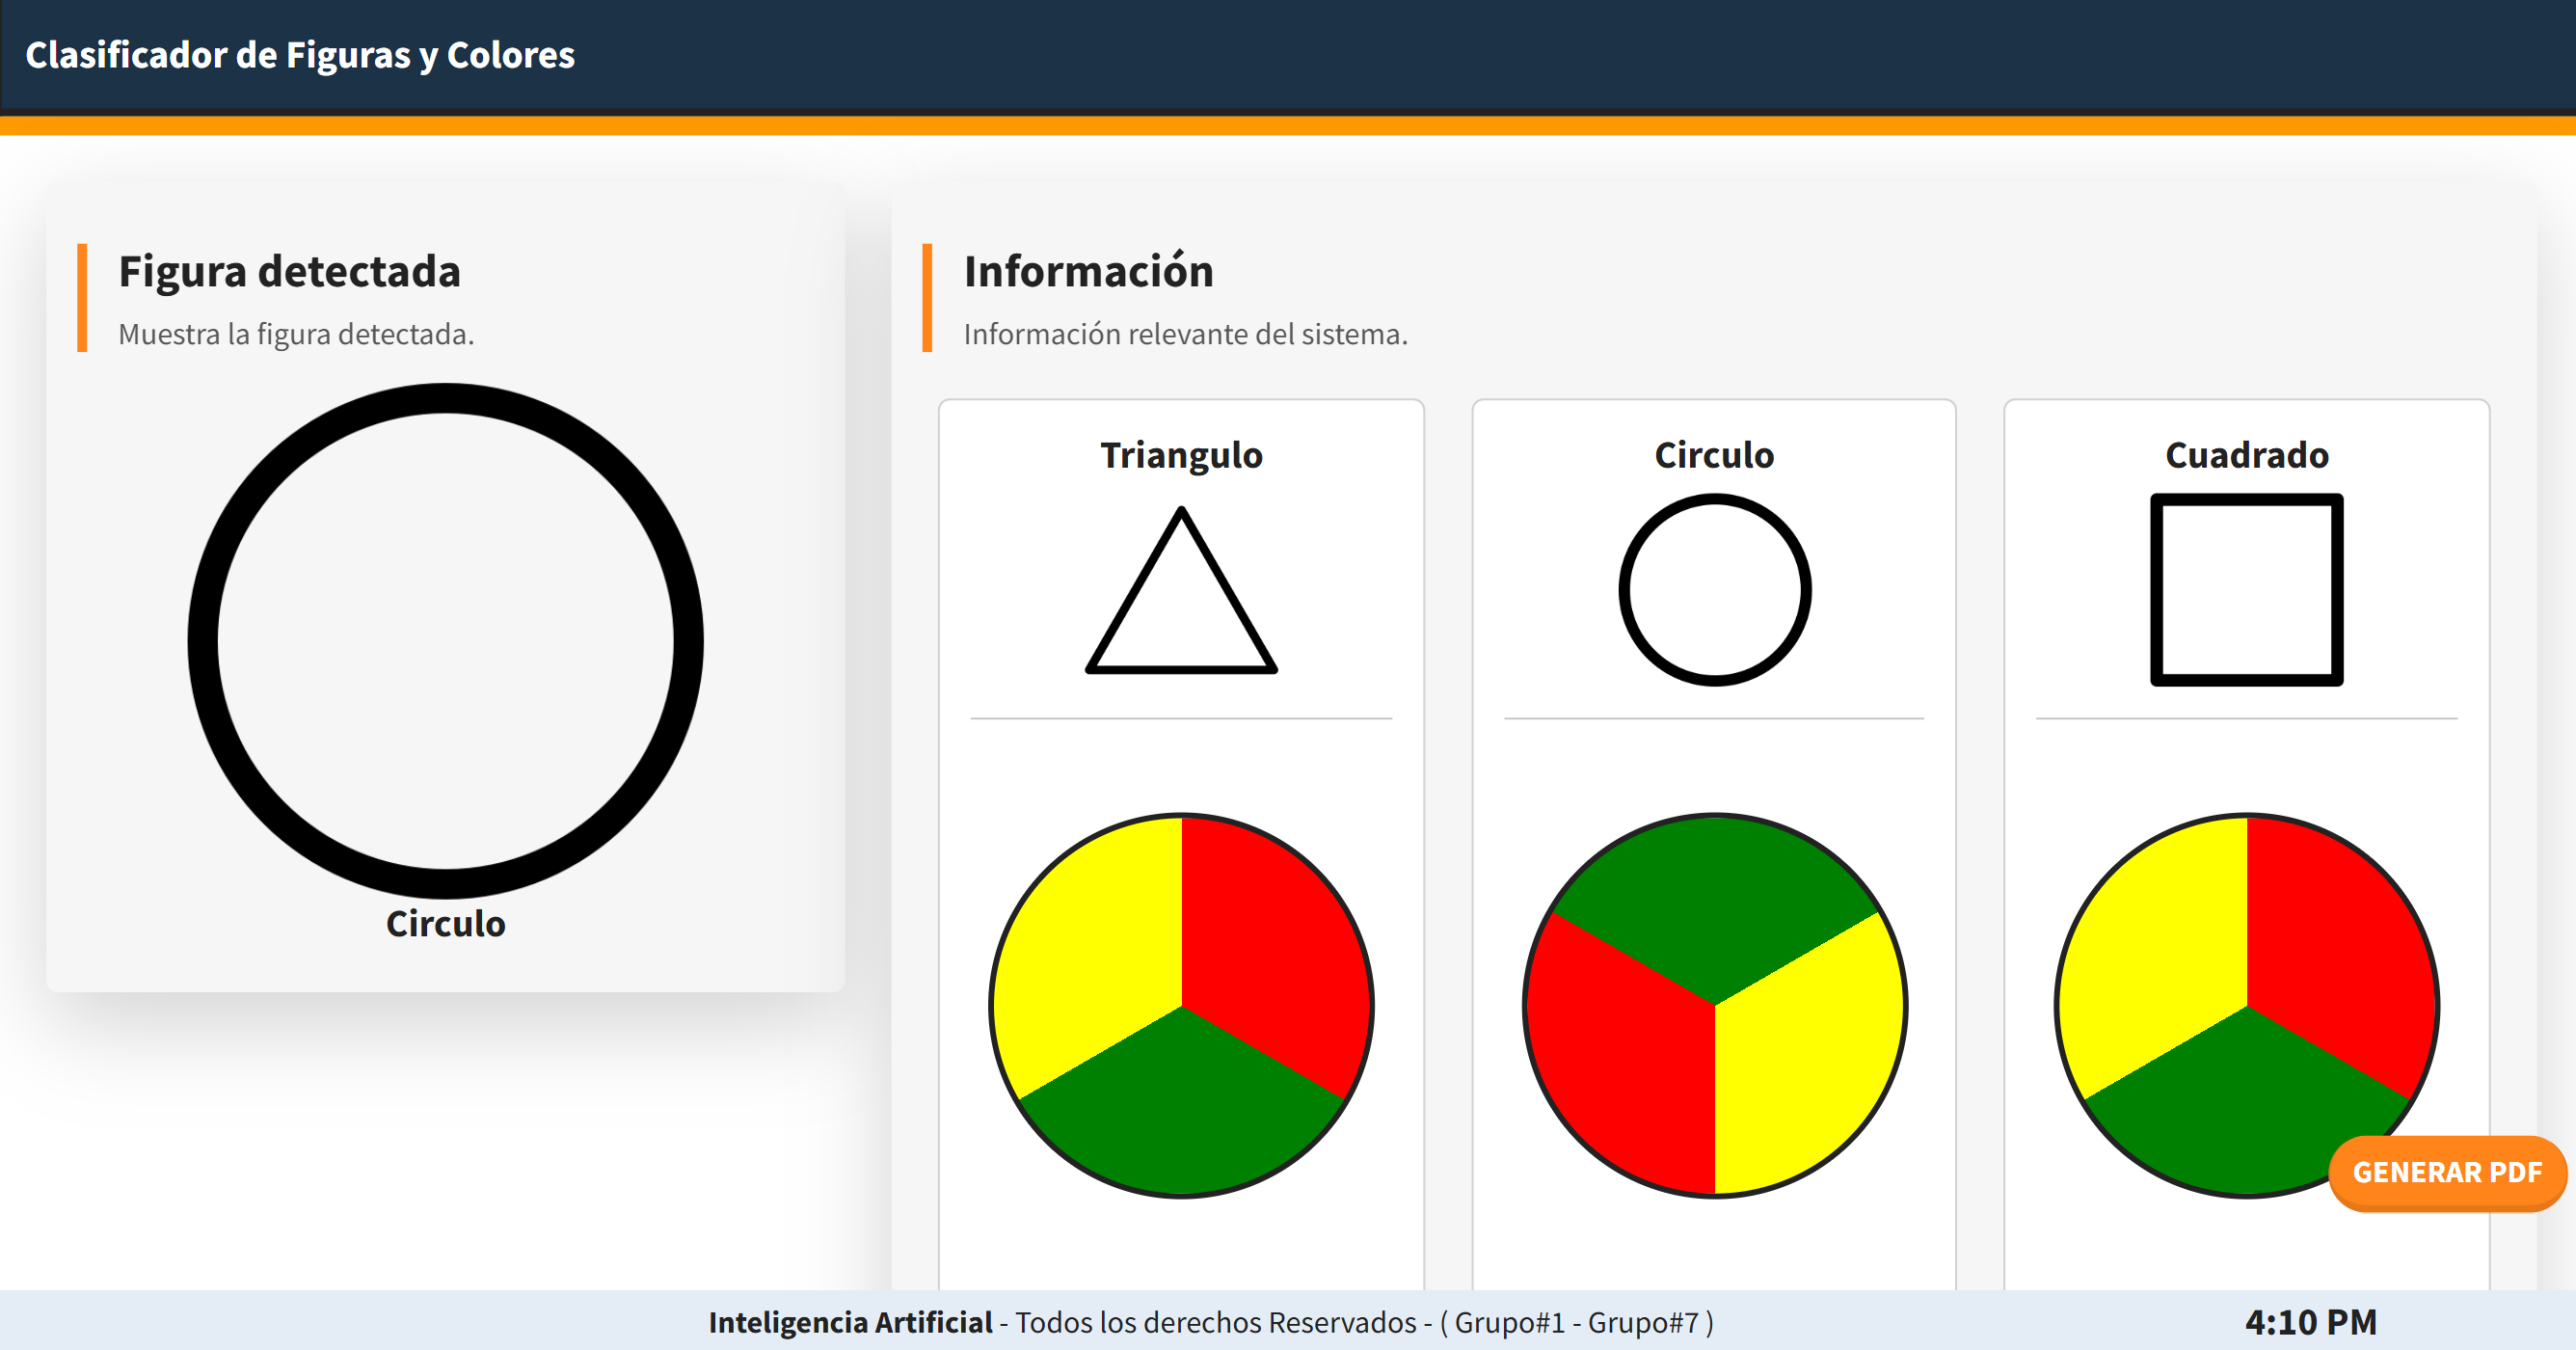 Clasificador de Figuras y Colores
Figura detectada
Muestra la figura detectada.
Circulo
Información
Información relevante del sistema.
Triangulo
Circulo
Cuadrado
GENERAR PDF
Inteligencia Artificial - Todos los derechos Reservados - ( Grupo#1 - Grupo#7 )
4:10 PM